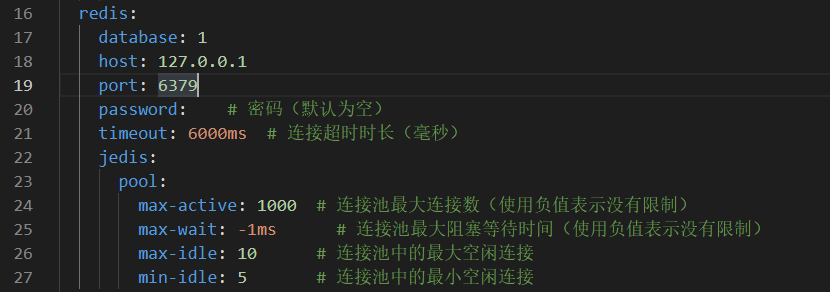 16 redis:
17 database: 1
18 host: 127.0.0.1
19 port: 6379
20 password: # 密码（默认为空）
21 timeout: 6000ms # 连接超时时长（毫秒）
22 jedis:
23 pool:
24 max-active: 1000 # 连接池最大连接数（使用负值表示没有限制）
25 max-wait: -1ms # 连接池最大阻塞等待时间（使用负值表示没有限制）
26 max-idle: 10 # 连接池中的最大空闲连接
27 min-idle: 5 # 连接池中的最小空闲连接